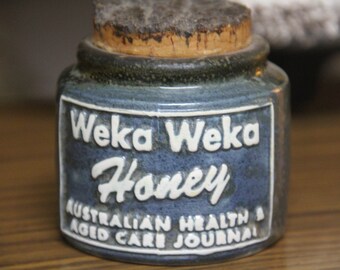 Weka Weka
Honey
AUSTRALIAN HEALTH &
AGED CARE JOURNAL